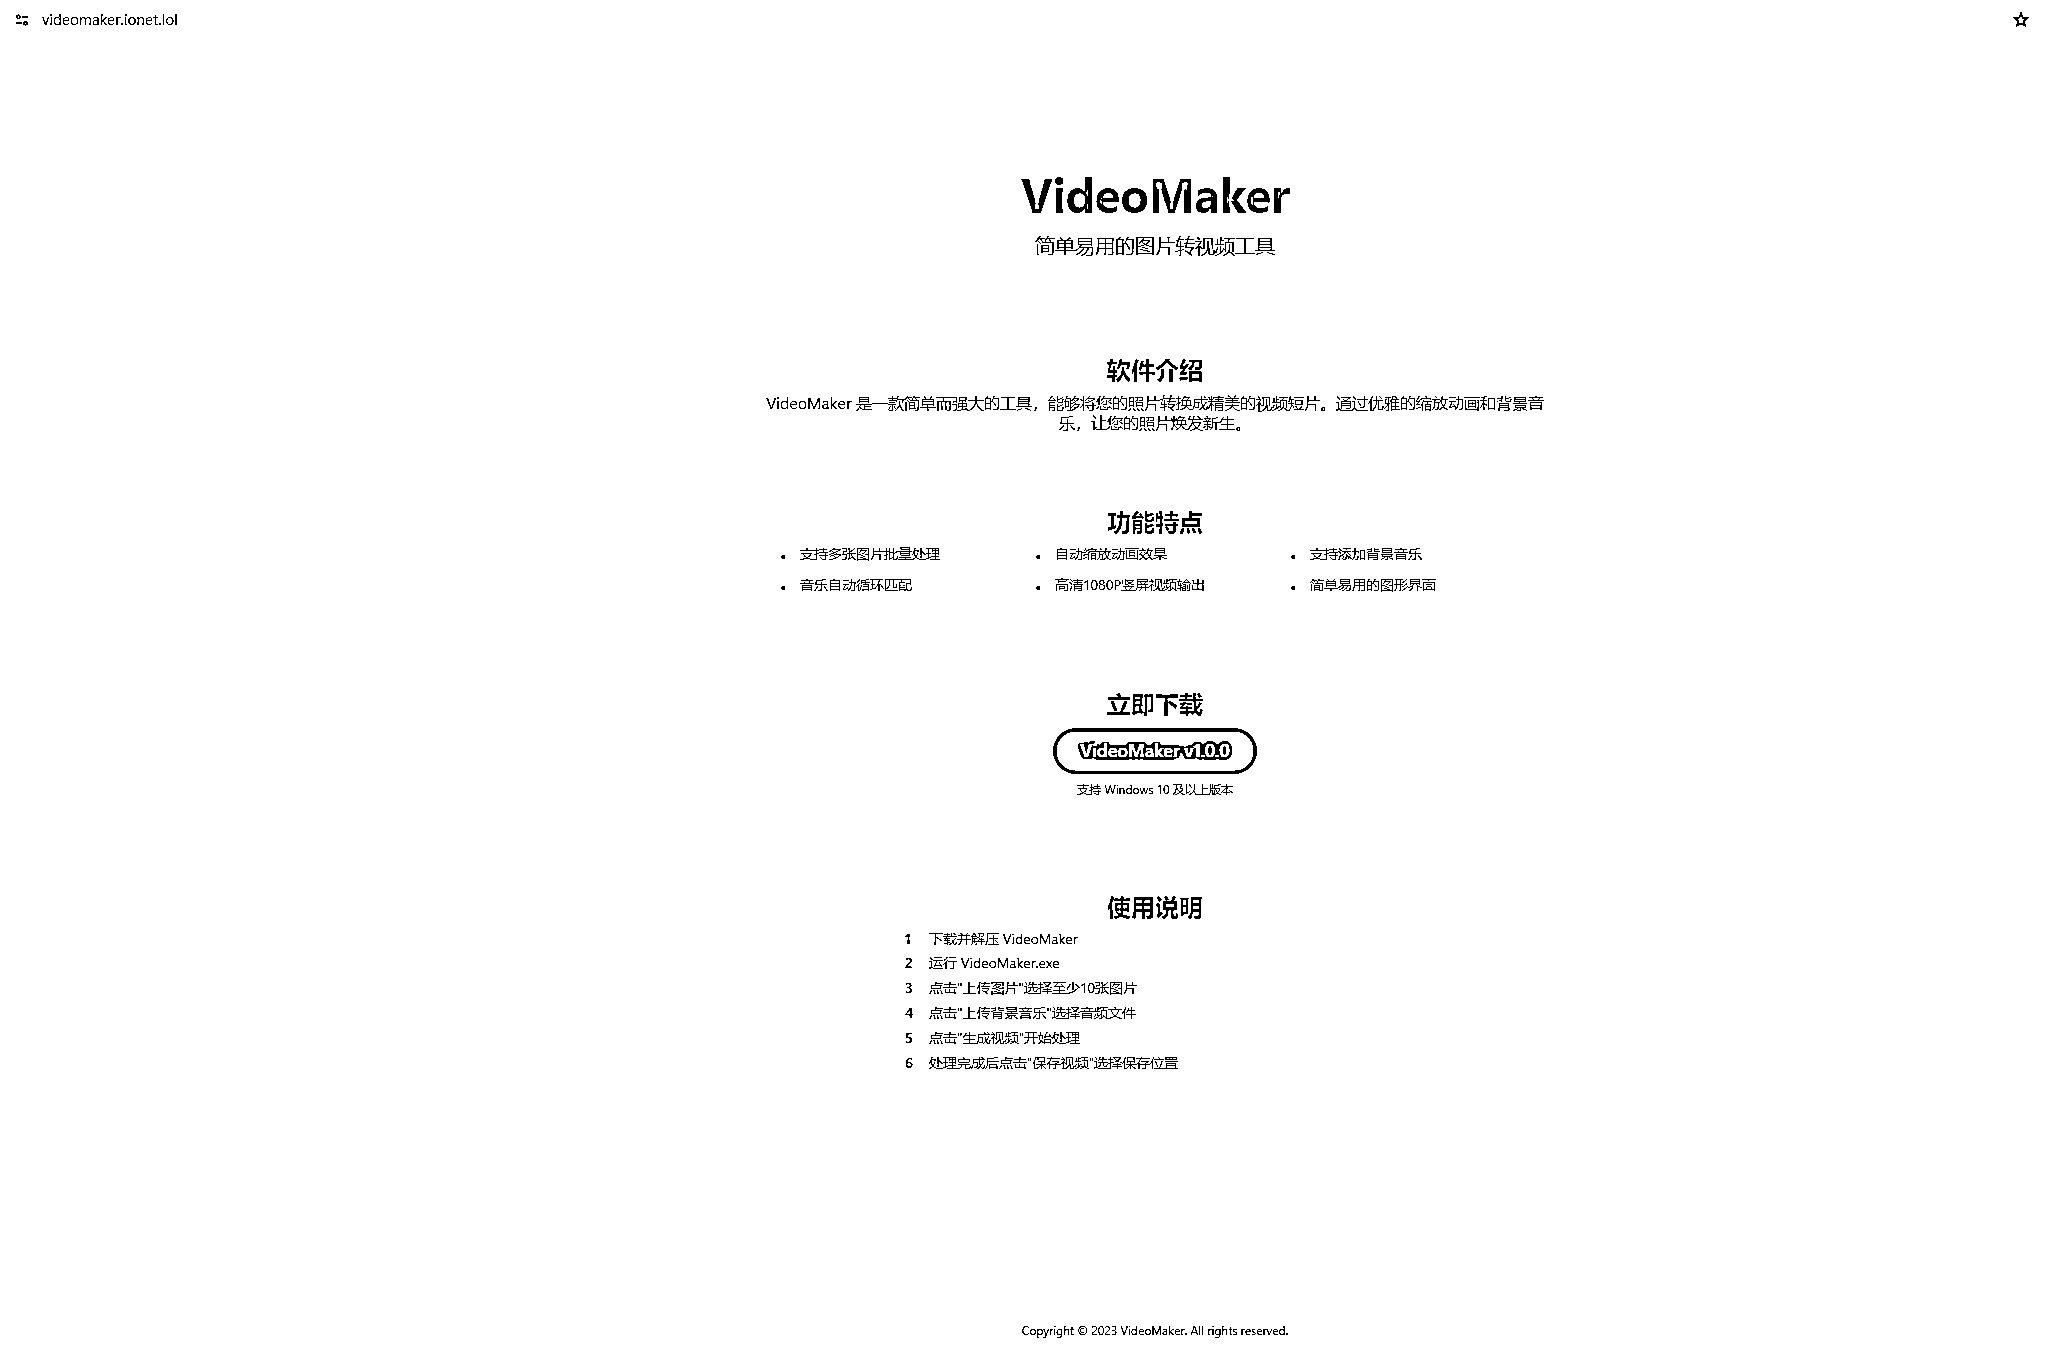 videomaker.ionet.lol
VideoMaker
简单易用的图片转视频工具
软件介绍
VideoMaker 是一款简单而强大的工具，能够将您的照片转换成精美的视频短片。通过优雅的缩放动画和背景音
乐，让您的照片焕发新生。
功能特点
• 支持多张图片批量处理
• 自动缩放动画效果
• 支持添加背景音乐
• 音乐自动循环匹配
• 高清1080P竖屏视频输出
• 简单易用的图形界面
立即下载
VideoMaker v1.0.0
支持 Windows 10 及以上版本
使用说明
1 下载并解压 VideoMaker
2 运行 VideoMaker.exe
3 点击"上传图片"选择至少10张图片
4 点击"上传背景音乐"选择音频文件
5 点击"生成视频"开始处理
6 处理完成后点击"保存视频"选择保存位置
Copyright © 2023 VideoMaker. All rights reserved.